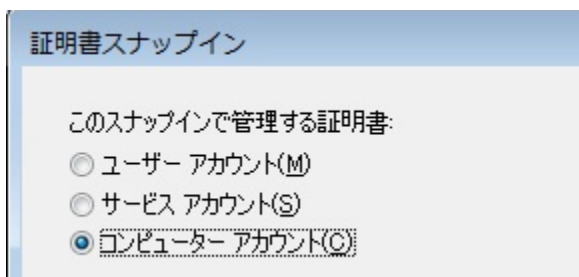 証明書スナップイン
このスナップインで管理する証明書:
ユーザー アカウント(M)
サービス アカウント(S)
コンピューター アカウント(C)